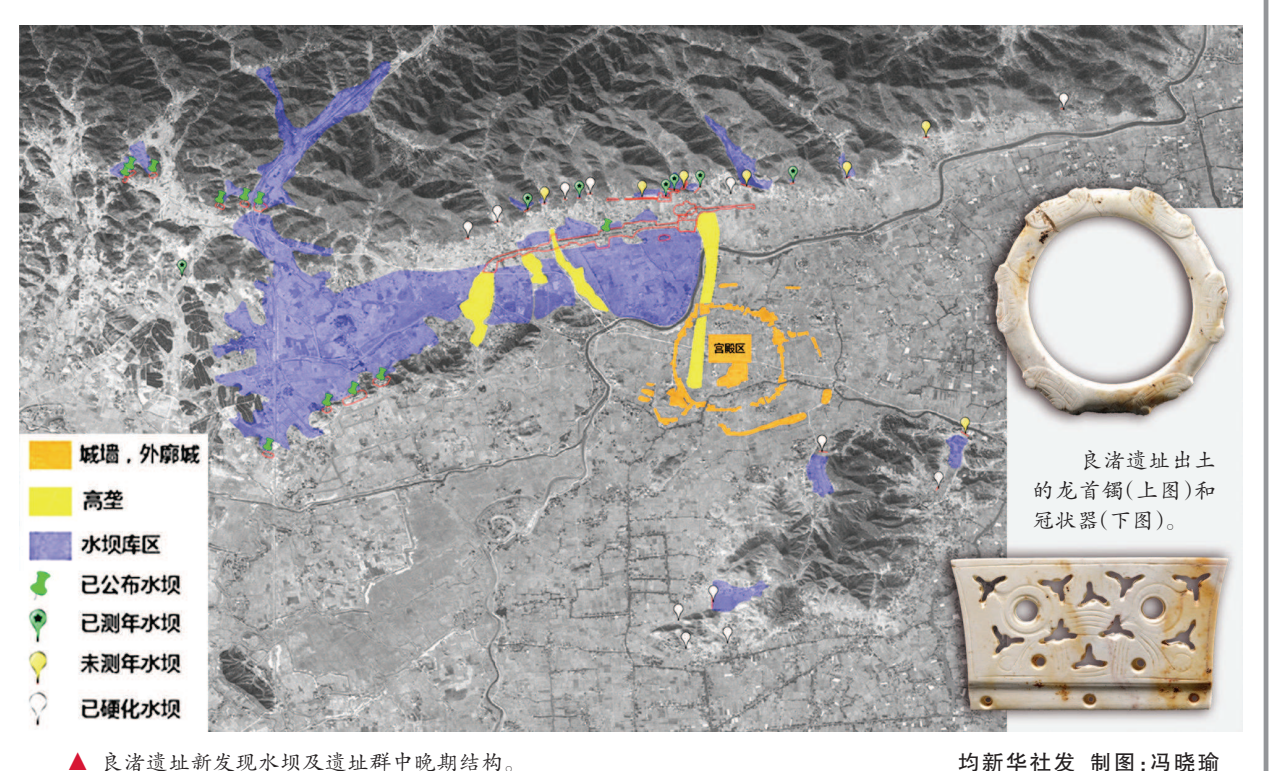 宫殿区
城墙，外廓城
高垄
水坝库区
已公布水坝
已测年水坝
未测年水坝
已硬化水坝
良渚遗址出土
的龙首镯(上图)和
冠状器(下图)。
▲ 良渚遗址新发现水坝及遗址群中晚期结构。
均新华社发 制图:冯晓瑜